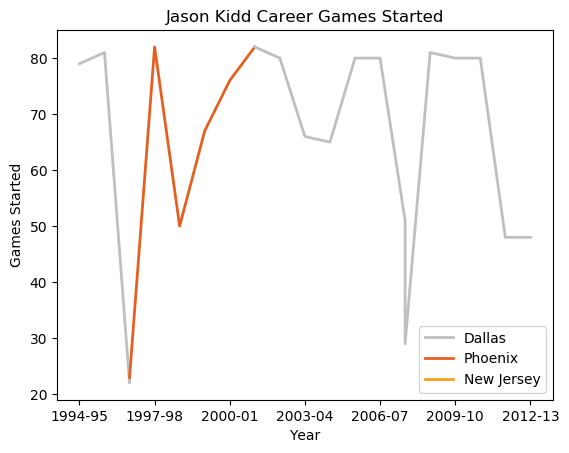 Jason Kidd Career Games Started
80
70
60
50
40
30
20
Games Started
1994-95 1997-98 2000-01 2003-04 2006-07 2009-10 2012-13
Year
Dallas
Phoenix
New Jersey